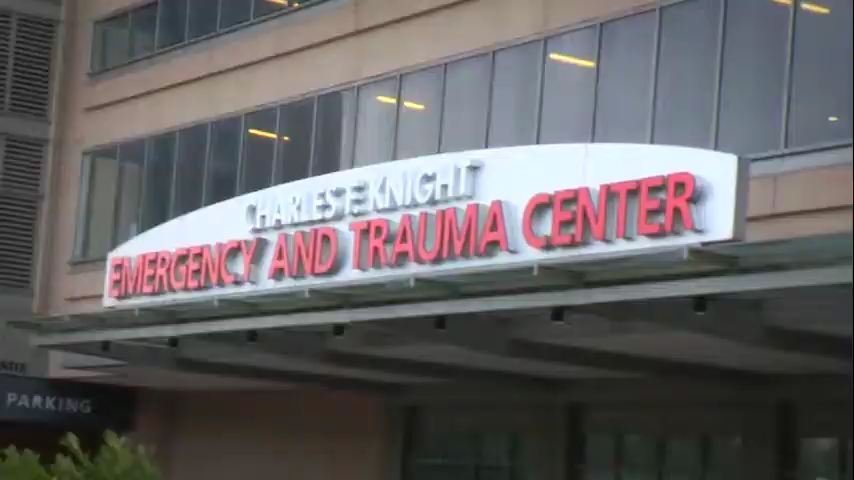 CHARLES F. KNIGHT
EMERGENCY AND TRAUMA CENTER
PARKING